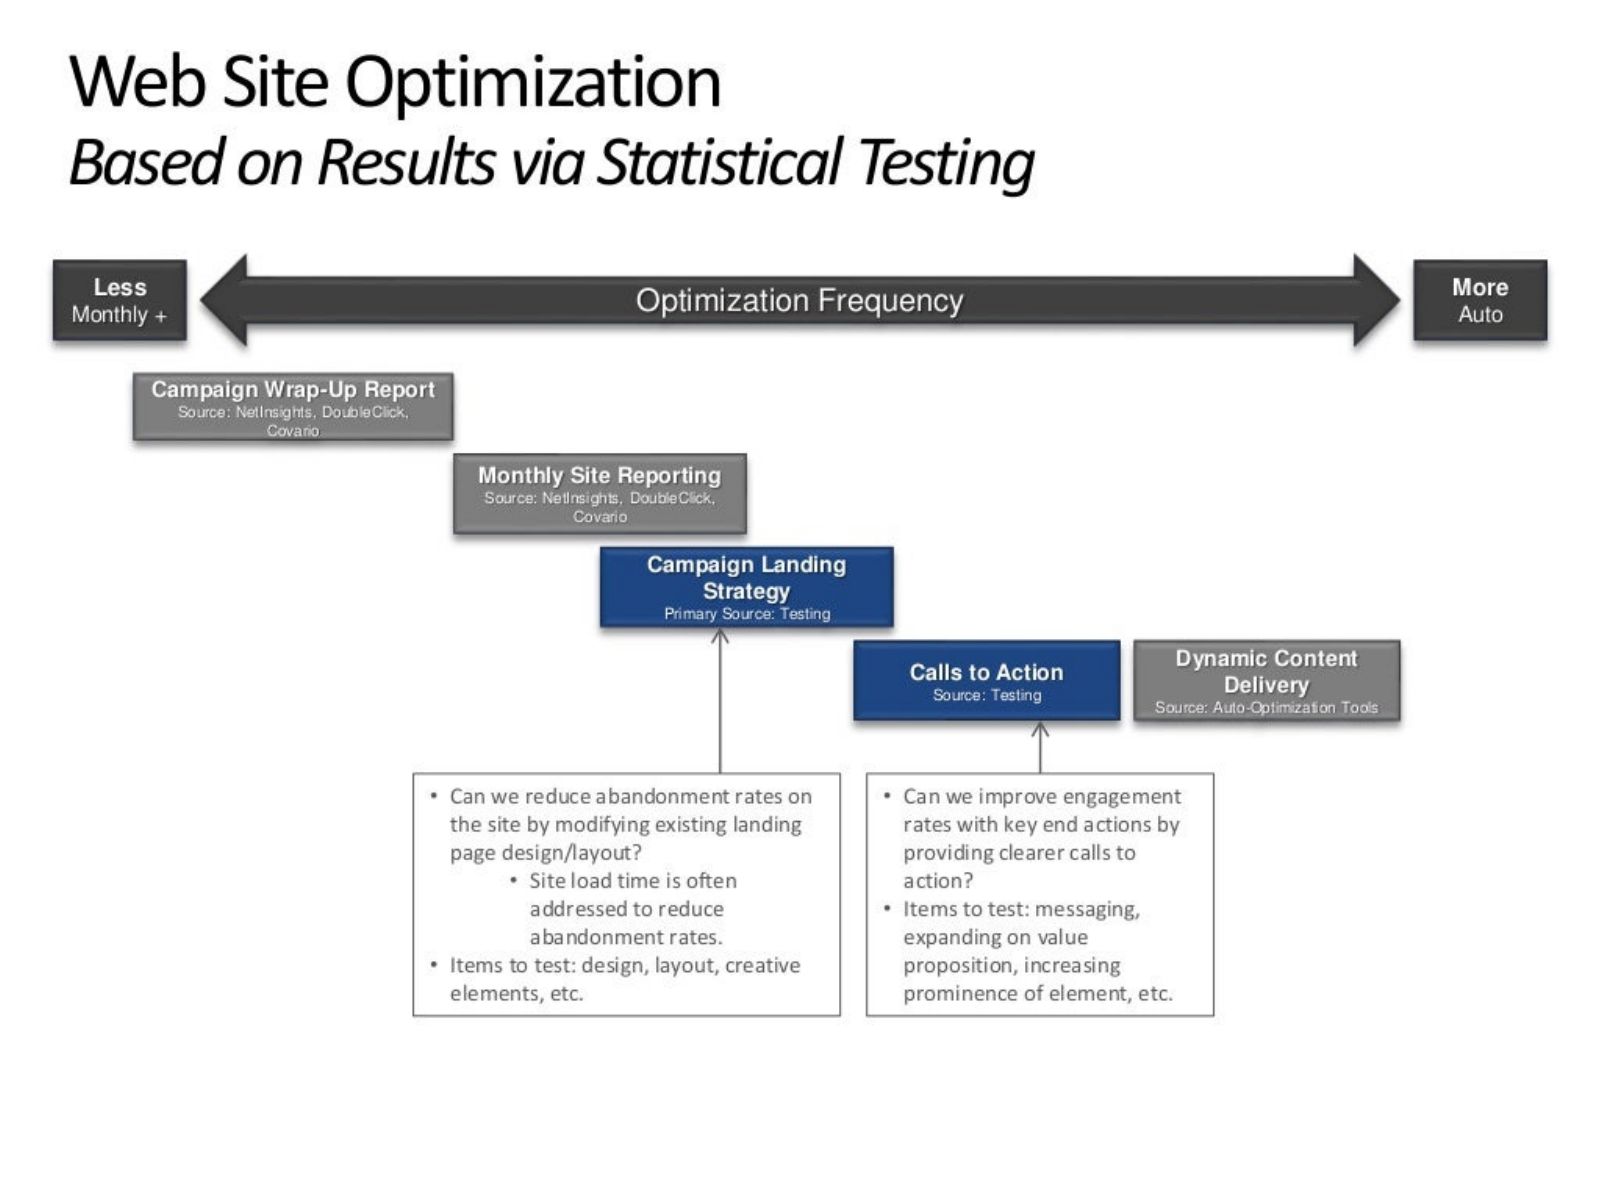 Web Site Optimization
Based on Results via Statistical Testing
Less
Monthly +
Optimization Frequency
More
Auto
Campaign Wrap-Up Report
Source: NetInsights, DoubleClick,
Covario
Monthly Site Reporting
Source: NetInsights, DoubleClick,
Covario
Campaign Landing
Strategy
Primary Source: Testing
Calls to Action
Source: Testing
Dynamic Content
Delivery
Source: Auto-Optimization Tools
• Can we reduce abandonment rates on
the site by modifying existing landing
page design/layout?
• Site load time is often
addressed to reduce
abandonment rates.
• Items to test: design, layout, creative
elements, etc.
• Can we improve engagement
rates with key end actions by
providing clearer calls to
action?
• Items to test: messaging,
expanding on value
proposition, increasing
prominence of element, etc.